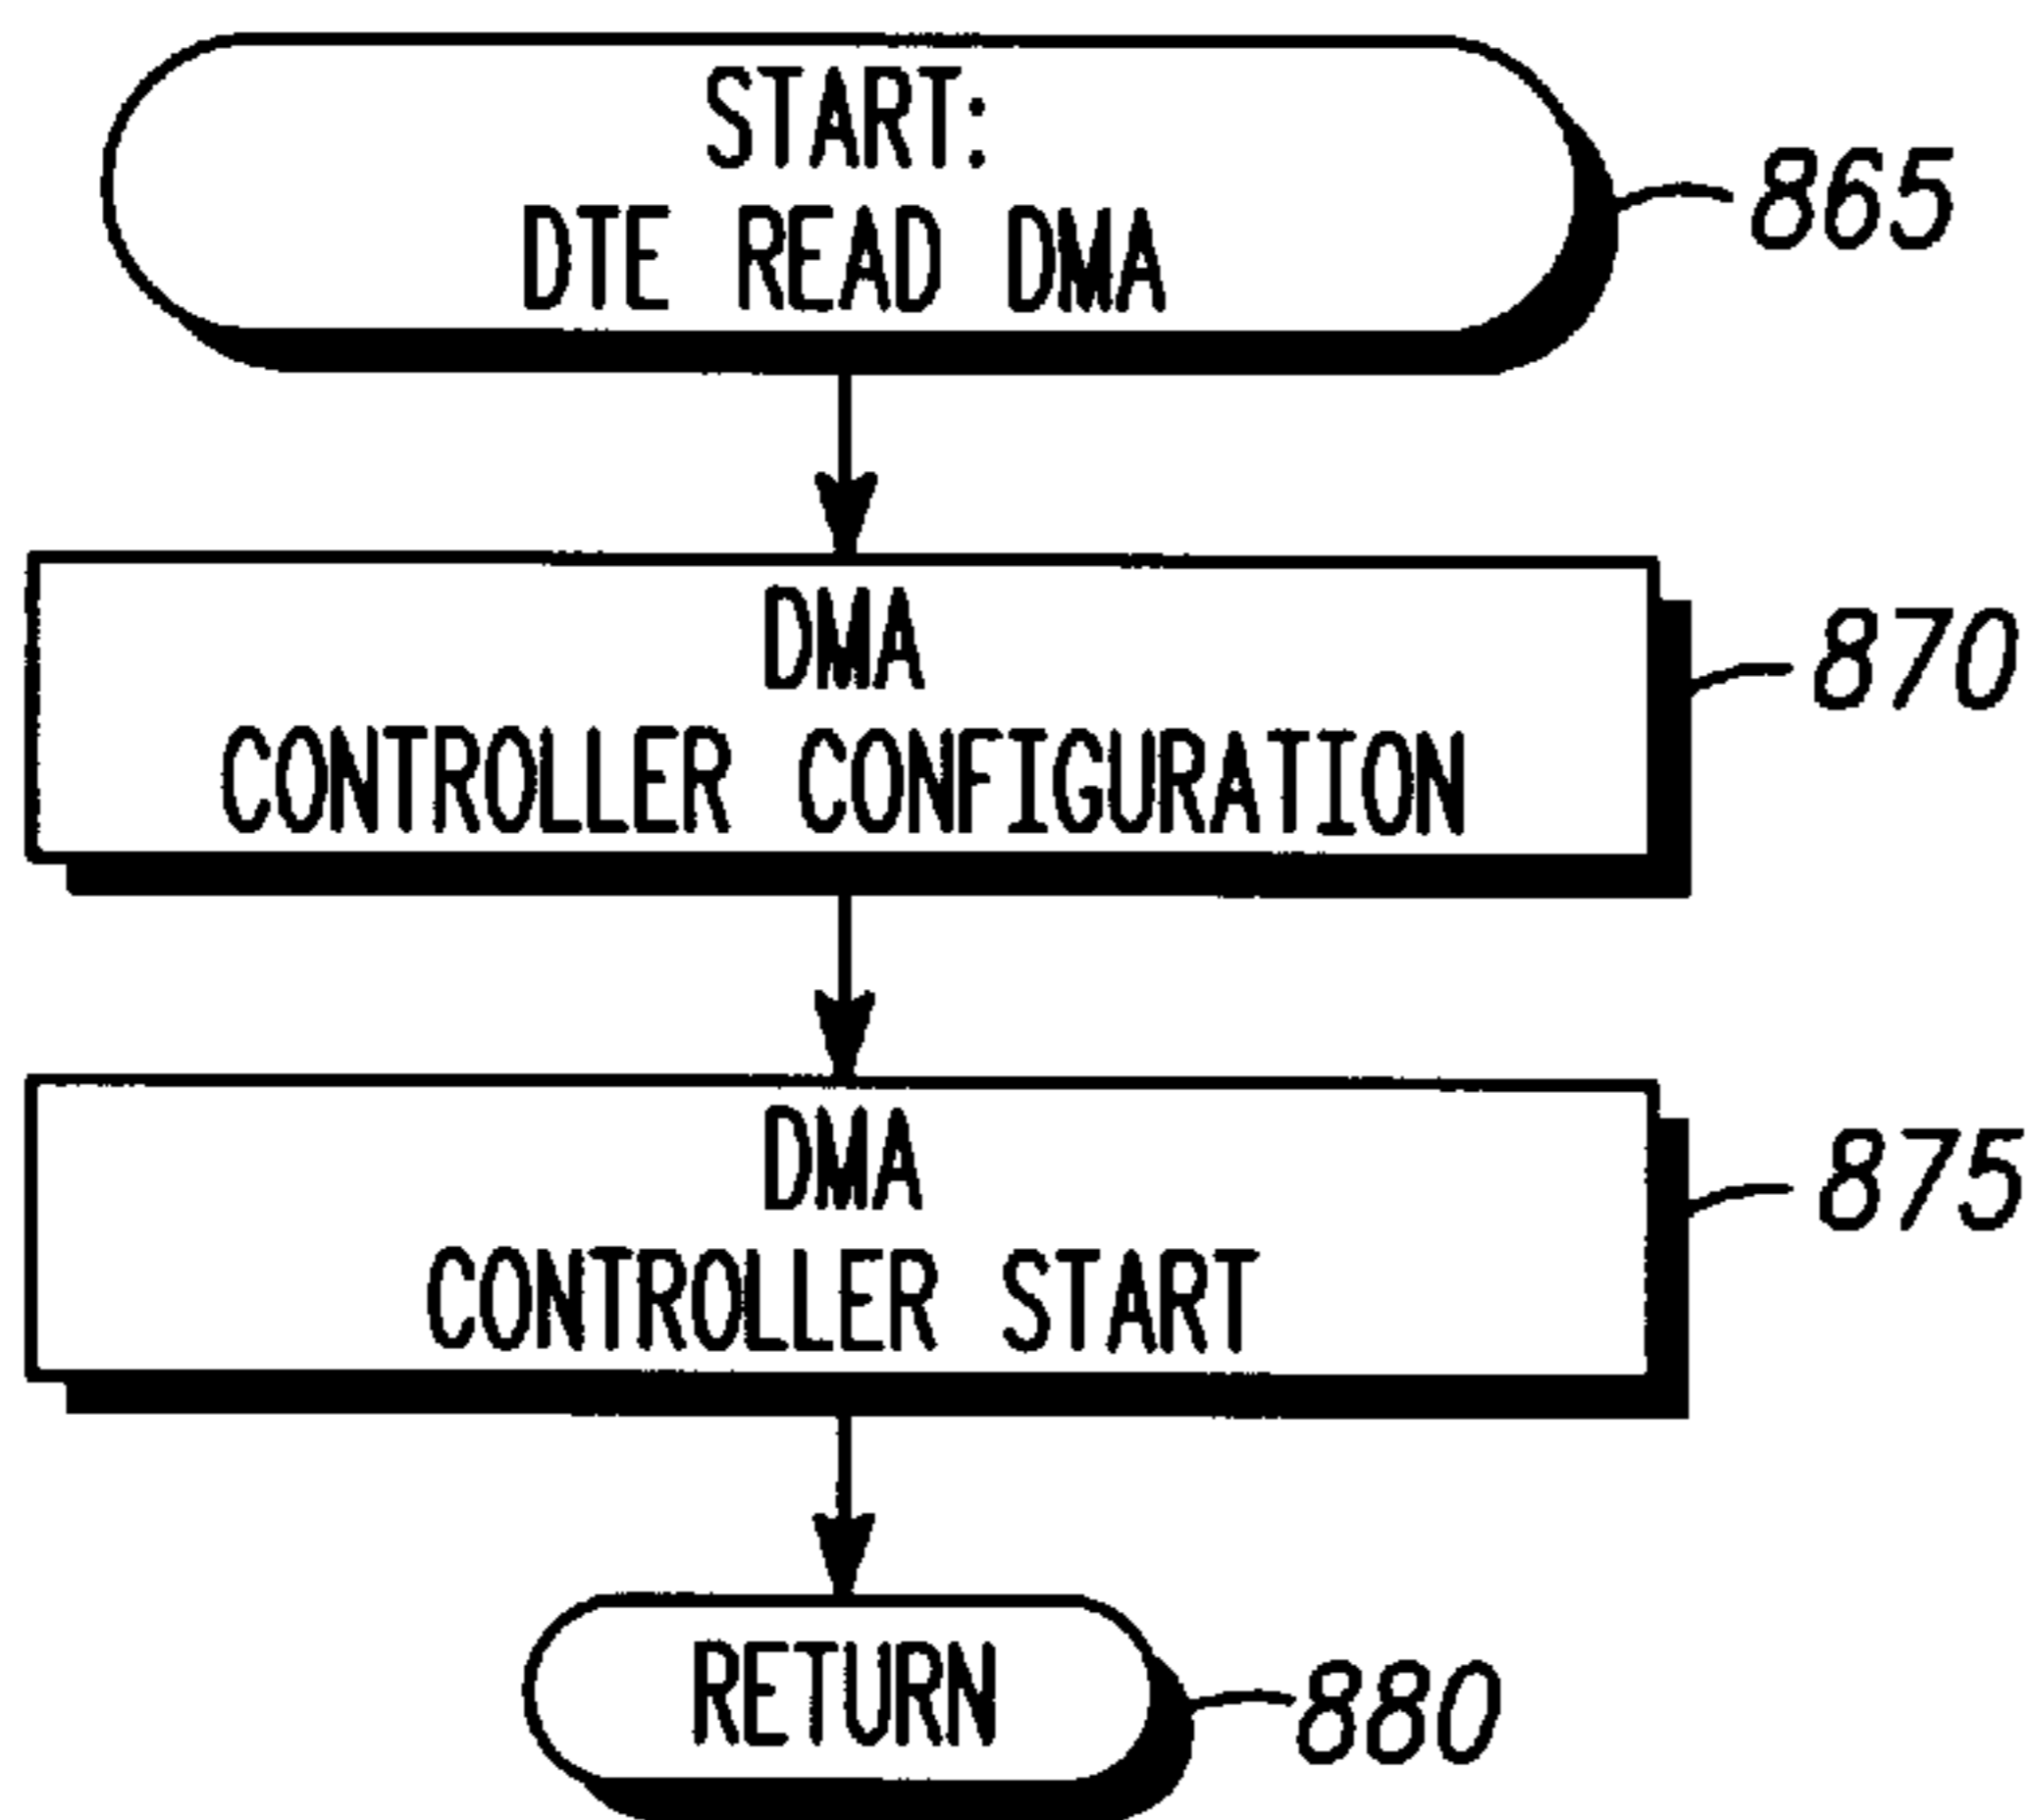 START:
DTE READ DMA
865
DMA
CONTROLLER CONFIGURATION
870
DMA
CONTROLLER START
875
RETURN
880